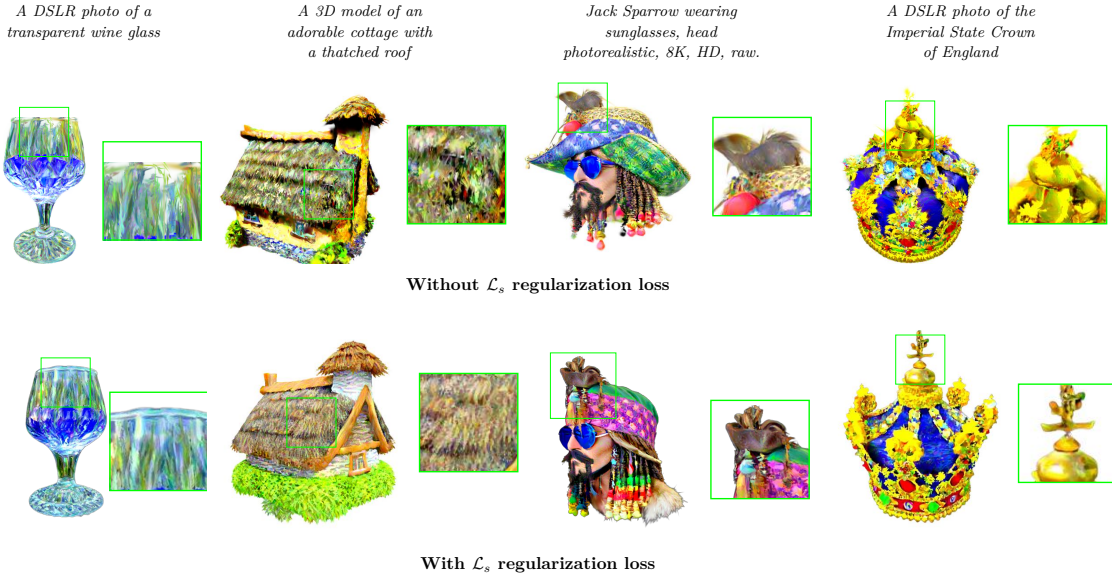 A DSLR photo of a
transparent wine glass
A 3D model of an
adorable cottage with
a thatched roof
Jack Sparrow wearing
sunglasses, head
photorealistic, 8K, HD, raw.
A DSLR photo of the
Imperial State Crown
of England
Without ℒₛ regularization loss
With ℒₛ regularization loss